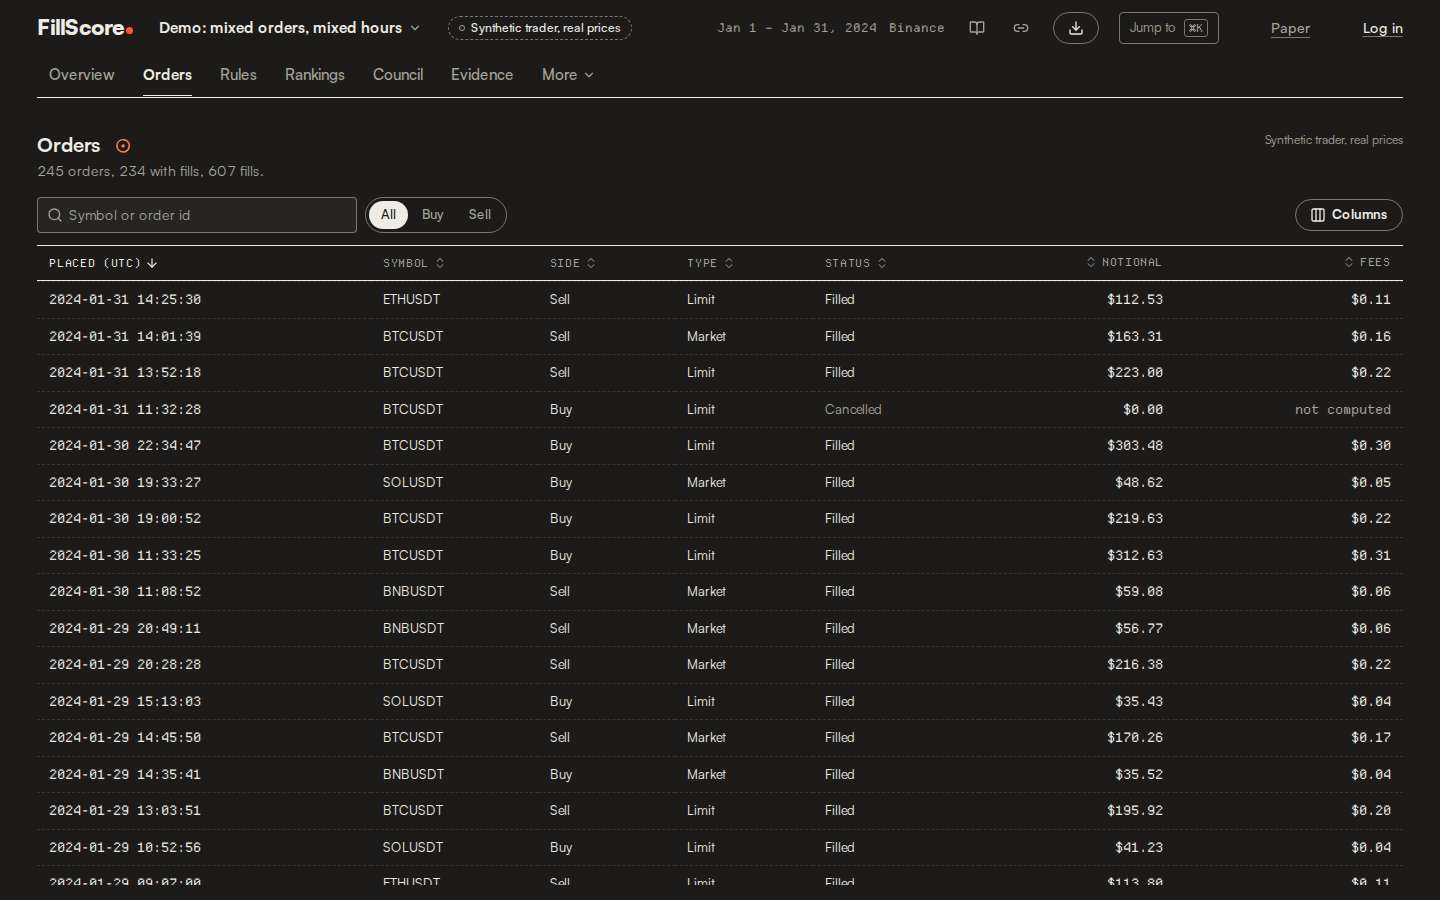 FillScore Demo: mixed orders, mixed hours Synthetic trader, real prices Jan 1 – Jan 31, 2024 Binance Jump to ⌘K Paper Log in
Overview Orders Rules Rankings Council Evidence More
Orders Synthetic trader, real prices
245 orders, 234 with fills, 607 fills.
Symbol or order id All Buy Sell Columns
PLACED (UTC) SYMBOL SIDE TYPE STATUS NOTIONAL FEES
2024-01-31 14:25:30 ETHUSDT Sell Limit Filled $112.53 $0.11
2024-01-31 14:01:39 BTCUSDT Sell Market Filled $163.31 $0.16
2024-01-31 13:52:18 BTCUSDT Sell Limit Filled $223.00 $0.22
2024-01-31 11:32:28 BTCUSDT Buy Limit Cancelled $0.00 not computed
2024-01-30 22:34:47 BTCUSDT Buy Limit Filled $303.48 $0.30
2024-01-30 19:33:27 SOLUSDT Buy Market Filled $48.62 $0.05
2024-01-30 19:00:52 BTCUSDT Buy Limit Filled $219.63 $0.22
2024-01-30 11:33:25 BTCUSDT Buy Limit Filled $312.63 $0.31
2024-01-30 11:08:52 BNBUSDT Sell Market Filled $59.08 $0.06
2024-01-29 20:49:11 BNBUSDT Sell Market Filled $56.77 $0.06
2024-01-29 20:28:28 BTCUSDT Sell Market Filled $216.38 $0.22
2024-01-29 15:13:03 SOLUSDT Buy Limit Filled $35.43 $0.04
2024-01-29 14:45:50 BTCUSDT Sell Market Filled $170.26 $0.17
2024-01-29 14:35:41 BNBUSDT Buy Market Filled $35.52 $0.04
2024-01-29 13:03:51 BTCUSDT Sell Limit Filled $195.92 $0.20
2024-01-29 10:52:56 SOLUSDT Buy Limit Filled $41.23 $0.04
2024-01-29 09:07:00 ETHUSDT Sell Limit Filled $113.80 $0.11